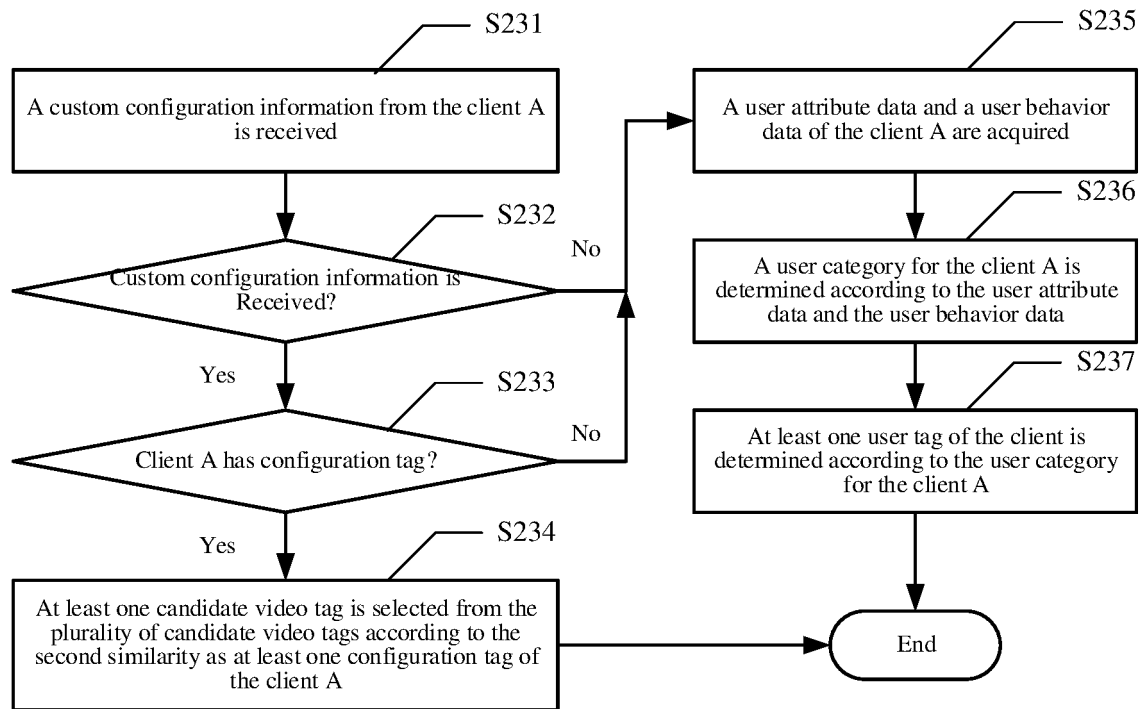 S231
A custom configuration information from the client A
is received
S232
Custom configuration information is
Received?
No
Yes
S233
Client A has configuration tag?
No
Yes
S234
At least one candidate video tag is selected from the
plurality of candidate video tags according to the
second similarity as at least one configuration tag of
the client A
S235
A user attribute data and a user behavior
data of the client A are acquired
S236
A user category for the client A is
determined according to the user attribute
data and the user behavior data
S237
At least one user tag of the client is
determined according to the user category
for the client A
End